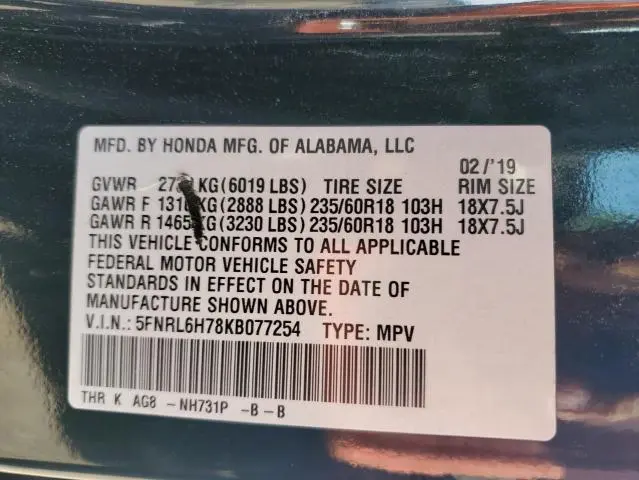 MFD. BY HONDA MFG. OF ALABAMA, LLC
02/'19
GVWR KG(6019 LBS) TIRE SIZE RIM SIZE
GAWR F KG(2888 LBS) 235/60R18 103H 18X7.5J
GAWR R 1465KG(3230 LBS) 235/60R18 103H 18X7.5J
THIS VEHICLE CONFORMS TO ALL APPLICABLE
FEDERAL MOTOR VEHICLE SAFETY
STANDARDS IN EFFECT ON THE DATE OF
MANUFACTURE SHOWN ABOVE.
V.I.N.: 5FNRL6H78KB077254 TYPE: MPV
THR K AG8 - NH731P -B-B